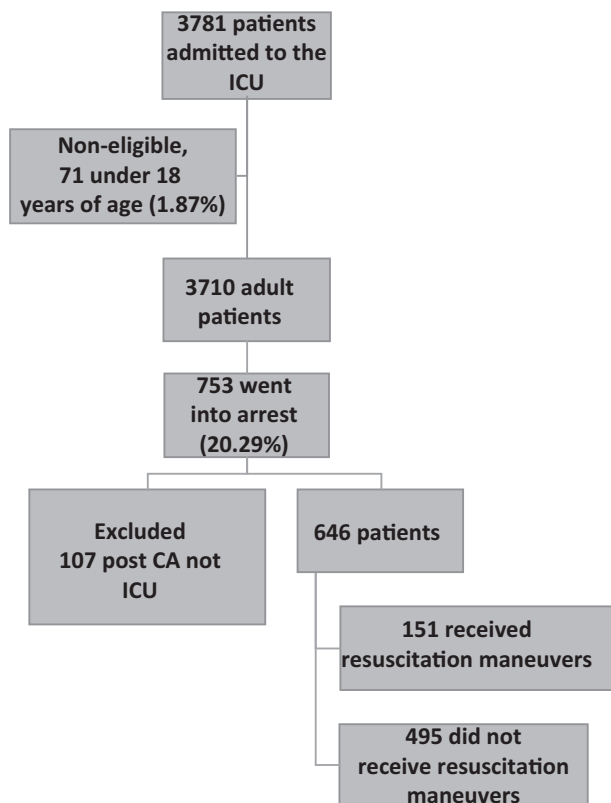 3781 patients
admitted to the
ICU
Non-eligible,
71 under 18
years of age (1.87%)
3710 adult
patients
753 went
into arrest
(20.29%)
Excluded
107 post CA not
ICU
646 patients
151 received
resuscitation maneuvers
495 did not
receive resuscitation
maneuvers